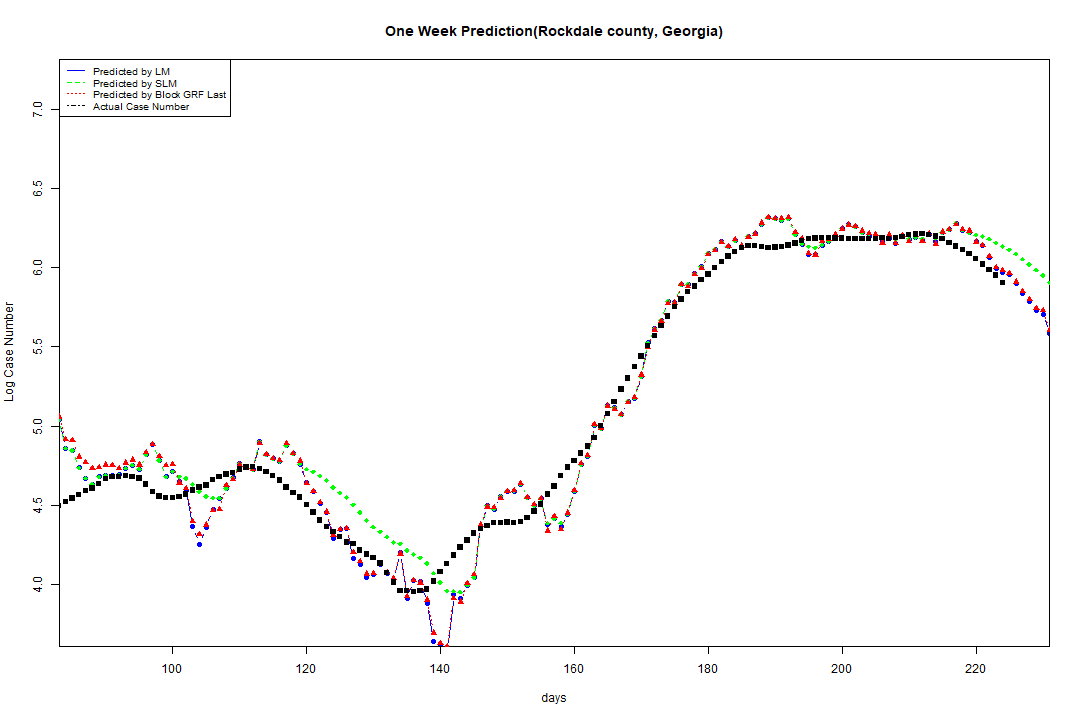 One Week Prediction(Rockdale county, Georgia)
Predicted by LM
Predicted by SLM
Predicted by Block GRF Last
Actual Case Number
7.0
6.5
6.0
5.5
5.0
4.5
4.0
Log Case Number
100 120 140 160 180 200 220
days